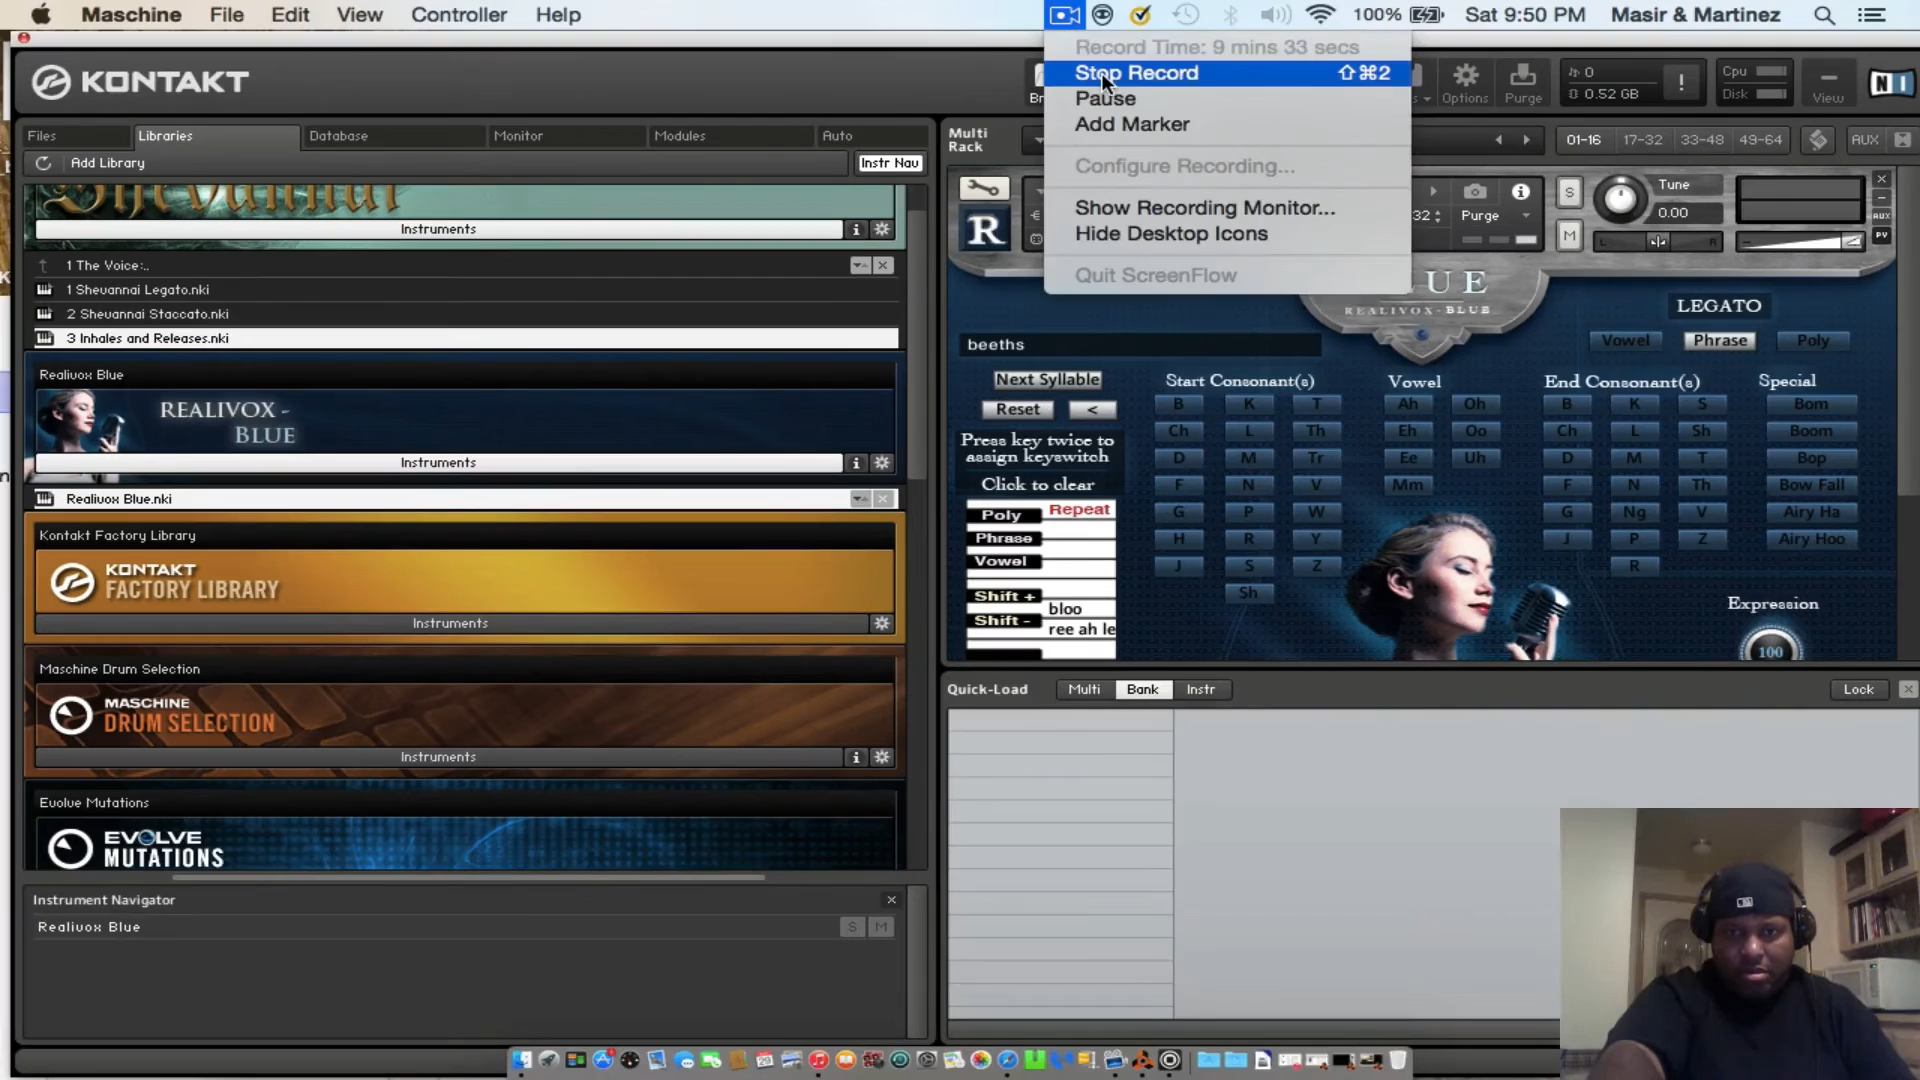 Maschine File Edit View Controller Help
100% Sat 9:50 PM Masir & Martinez
Record Time: 9 mins 33 secs
Stop Record ⇧⌘2
Pause
Add Marker
Configure Recording...
Show Recording Monitor...
Hide Desktop Icons
Quit ScreenFlow
KONTAKT
Options Purge
0
0.52 GB
!
Cpu
Disk
View
Files Libraries Database Monitor Modules Auto
Add Library Instr Nav
Shevannai
Instruments i
1 The Voice:..
1 Shevannai Legato.nki
2 Shevannai Staccato.nki
3 Inhales and Releases.nki
Realivox Blue
REALIVOX -
BLUE
Instruments i
Realivox Blue.nki
Kontakt Factory Library
KONTAKT
FACTORY LIBRARY
Instruments
Maschine Drum Selection
MASCHINE
DRUM SELECTION
Instruments i
Evolve Mutations
EVOLVE
MUTATIONS
Instrument Navigator
Realivox Blue S M
Multi
Rack
01-16 17-32 33-48 49-64 AUX
R
32 Purge
S
M
Tune
0.00
L R
AUX
PV
UE
REALIVOX-BLUE
LEGATO
Vowel Phrase Poly
beeths
Next Syllable
Reset <
Press key twice to
assign keyswitch
Click to clear
Poly Repeat
Phrase
Vowel
Shift + bloo
Shift - ree ah le
Start Consonant(s) Vowel End Consonant(s) Special
B K T Ah Oh B K S Bom
Ch L Th Eh Oo Ch L Sh Boom
D M Tr Ee Uh D M T Bop
F N V Mm F N Th Bow Fall
G P W G Ng V Airy Ha
H R Y J P Z Airy Hoo
J S Z R
Sh
Expression
100
Quick-Load Multi Bank Instr Lock